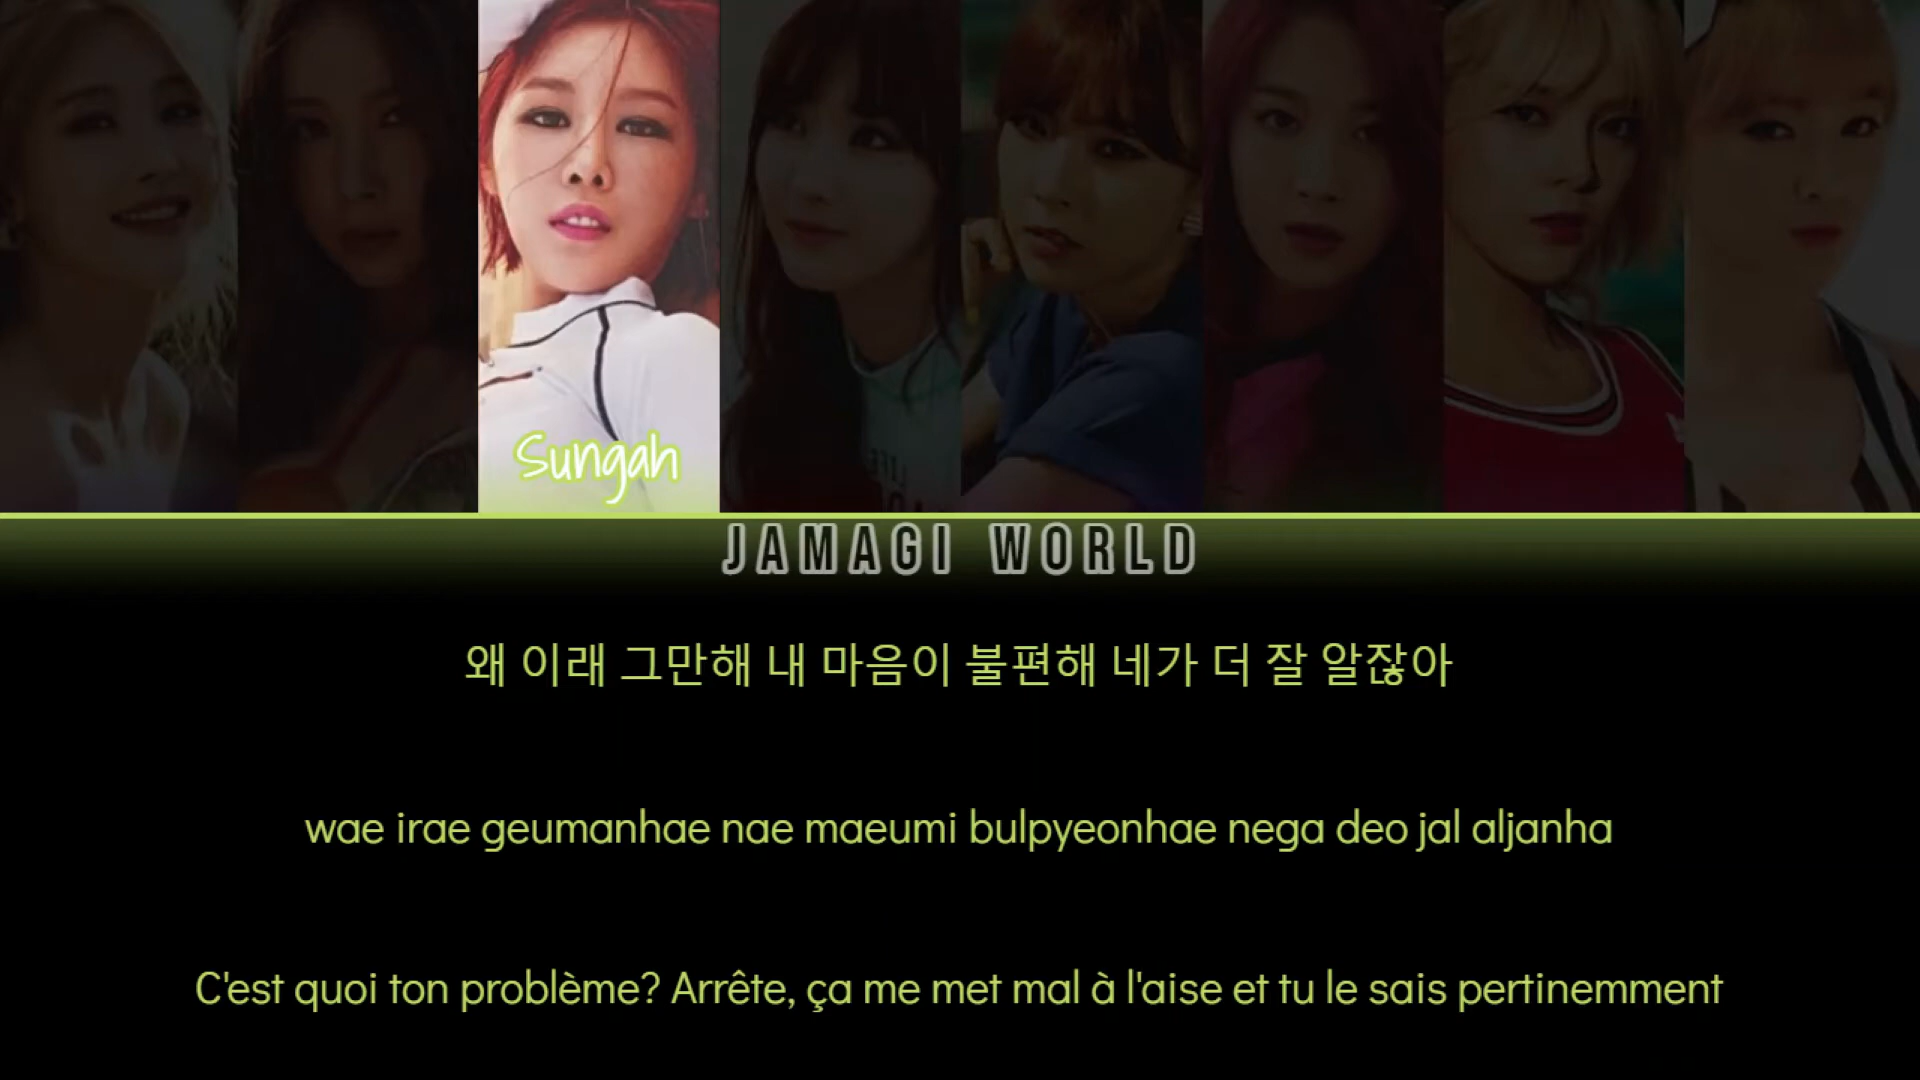 Sungah
JAMAGI WORLD
왜 이래 그만해 내 마음이 불편해 네가 더 잘 알잖아
wae irae geumanhae nae maeumi bulpyeonhae nega deo jal aljanha
C'est quoi ton problème? Arrête, ça me met mal à l'aise et tu le sais pertinemment